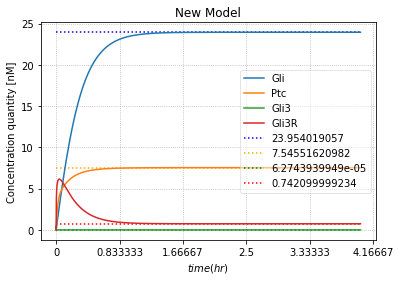 New Model
Concentration quantity [nM]
25
20
15
10
5
0
Gli
Ptc
Gli3
Gli3R
23.954019057
7.54551620982
6.2743939949e-05
0.742099999234
0 0.833333 1.66667 2.5 3.33333 4.16667
time(hr)